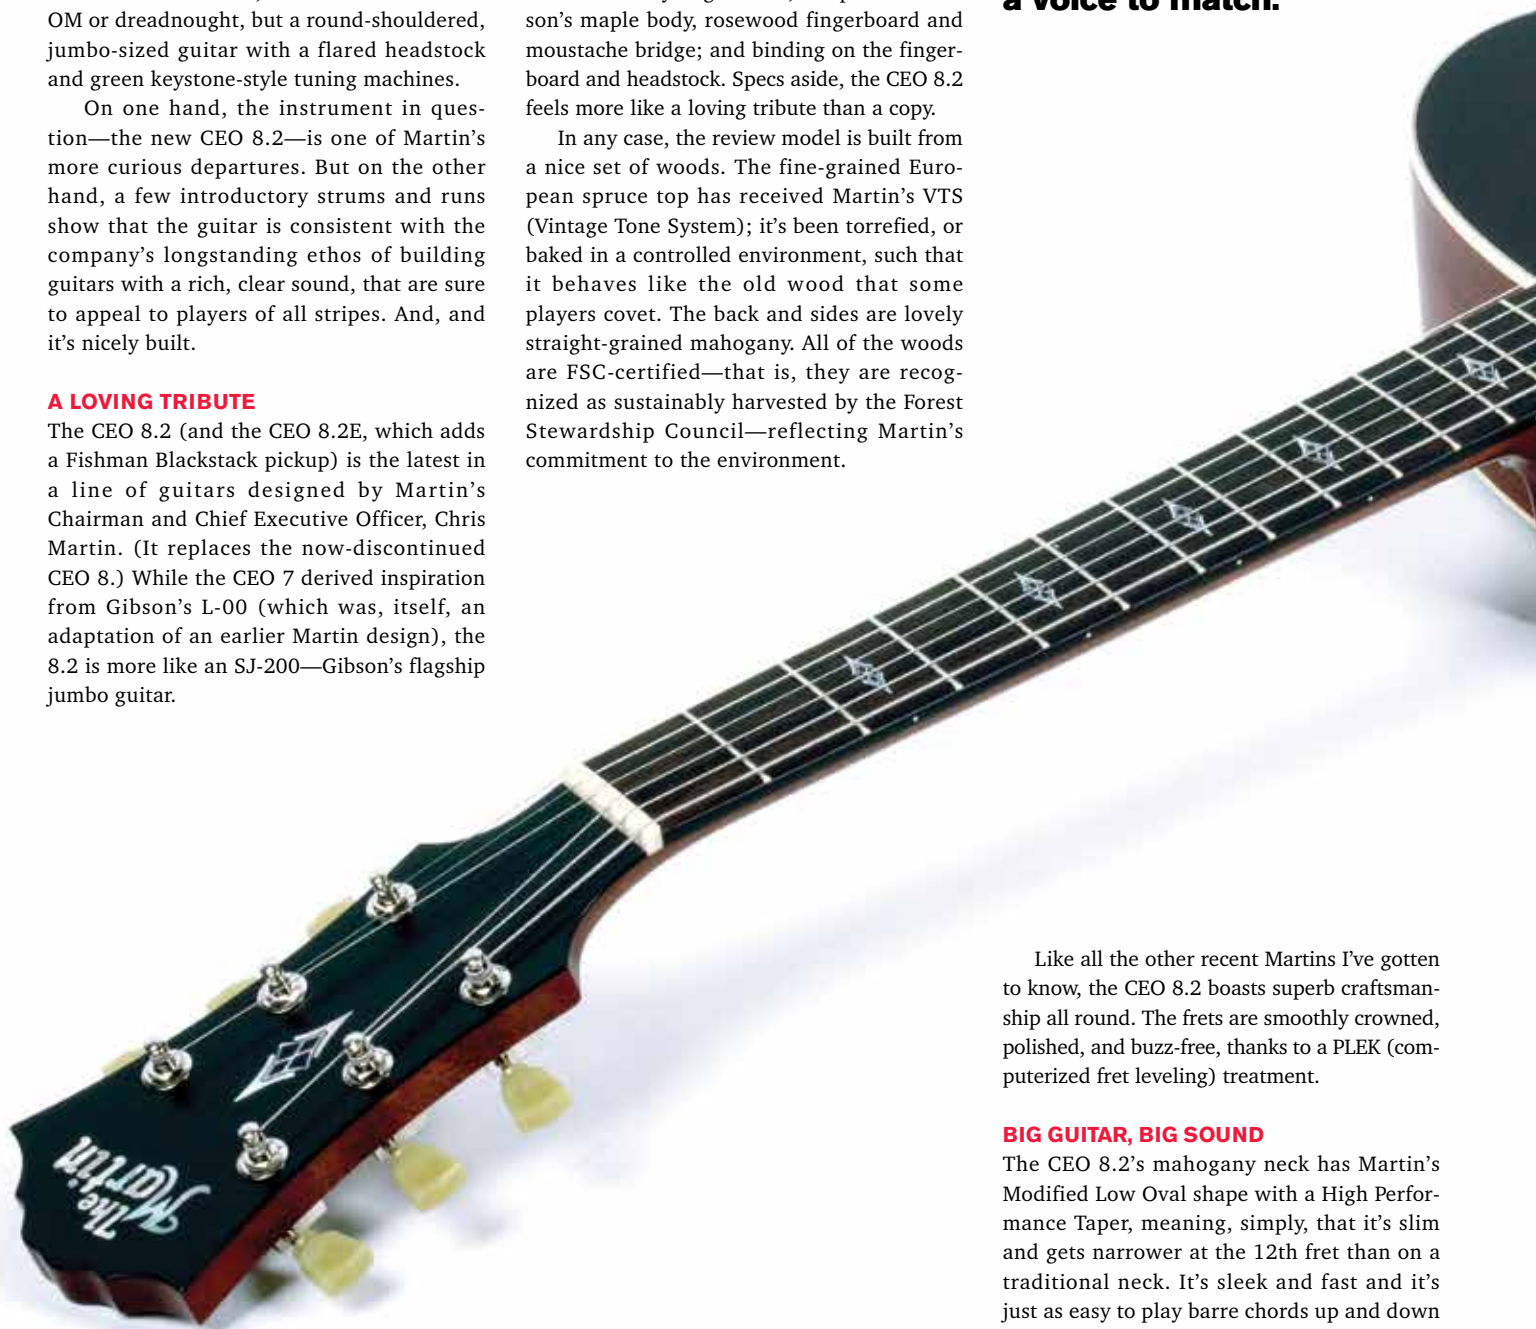 OM or dreadnought, but a round-shouldered,
jumbo-sized guitar with a flared headstock
and green keystone-style tuning machines.
On one hand, the instrument in ques-
tion—the new CEO 8.2—is one of Martin’s
more curious departures. But on the other
hand, a few introductory strums and runs
show that the guitar is consistent with the
company’s longstanding ethos of building
guitars with a rich, clear sound, that are sure
to appeal to players of all stripes. And, and
it’s nicely built.
A LOVING TRIBUTE
The CEO 8.2 (and the CEO 8.2E, which adds
a Fishman Blackstack pickup) is the latest in
a line of guitars designed by Martin’s
Chairman and Chief Executive Officer, Chris
Martin. (It replaces the now-discontinued
CEO 8.) While the CEO 7 derived inspiration
from Gibson’s L-00 (which was, itself, an
adaptation of an earlier Martin design), the
8.2 is more like an SJ-200—Gibson’s flagship
jumbo guitar.
son’s maple body, rosewood fingerboard and
moustache bridge; and binding on the finger-
board and headstock. Specs aside, the CEO 8.2
feels more like a loving tribute than a copy.
In any case, the review model is built from
a nice set of woods. The fine-grained Euro-
pean spruce top has received Martin’s VTS
(Vintage Tone System); it’s been torrefied, or
baked in a controlled environment, such that
it behaves like the old wood that some
players covet. The back and sides are lovely
straight-grained mahogany. All of the woods
are FSC-certified—that is, they are recog-
nized as sustainably harvested by the Forest
Stewardship Council—reflecting Martin’s
commitment to the environment.
a voice to match.
Like all the other recent Martins I’ve gotten
to know, the CEO 8.2 boasts superb craftsman-
ship all round. The frets are smoothly crowned,
polished, and buzz-free, thanks to a PLEK (com-
puterized fret leveling) treatment.
BIG GUITAR, BIG SOUND
The CEO 8.2’s mahogany neck has Martin’s
Modified Low Oval shape with a High Perfor-
mance Taper, meaning, simply, that it’s slim
and gets narrower at the 12th fret than on a
traditional neck. It’s sleek and fast and it’s
just as easy to play barre chords up and down
The
Martin